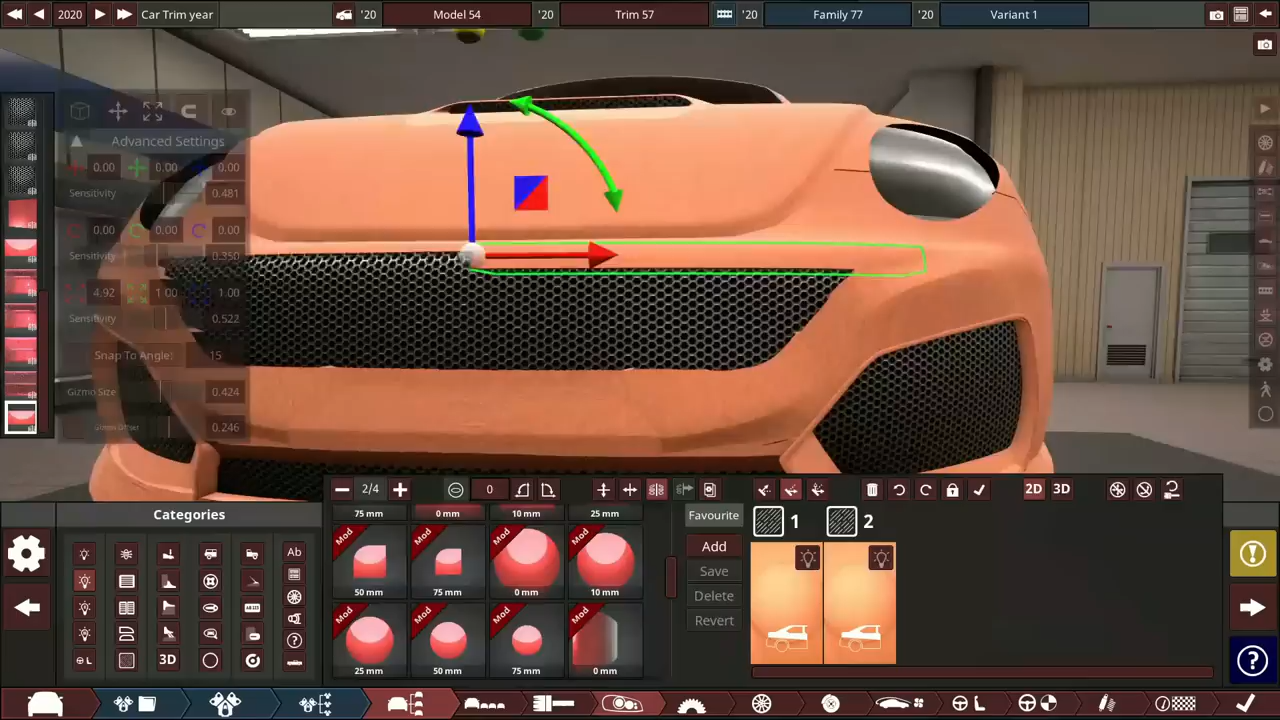 2020 Car Trim year '20 Model 54 '20 Trim 57 '20 Family 77 '20 Variant 1
Advanced Settings
0.00 0.00 0.00
Sensitivity 0.481
0.00 0.00 0.00
Sensitivity 0.350
4.92 1.00 1.00
Sensitivity 0.522
Snap To Angle: 15
Gizmo Size 0.424
Gizmo Offset 0.246
2/4 0 2D 3D
Categories
75 mm 0 mm 10 mm 25 mm
Favourite 1 2
Add
Save
Delete
Revert
Mod Mod Mod Mod
50 mm 75 mm 0 mm 10 mm
Mod Mod Mod Mod
25 mm 50 mm 75 mm 0 mm
Ab
3D
L